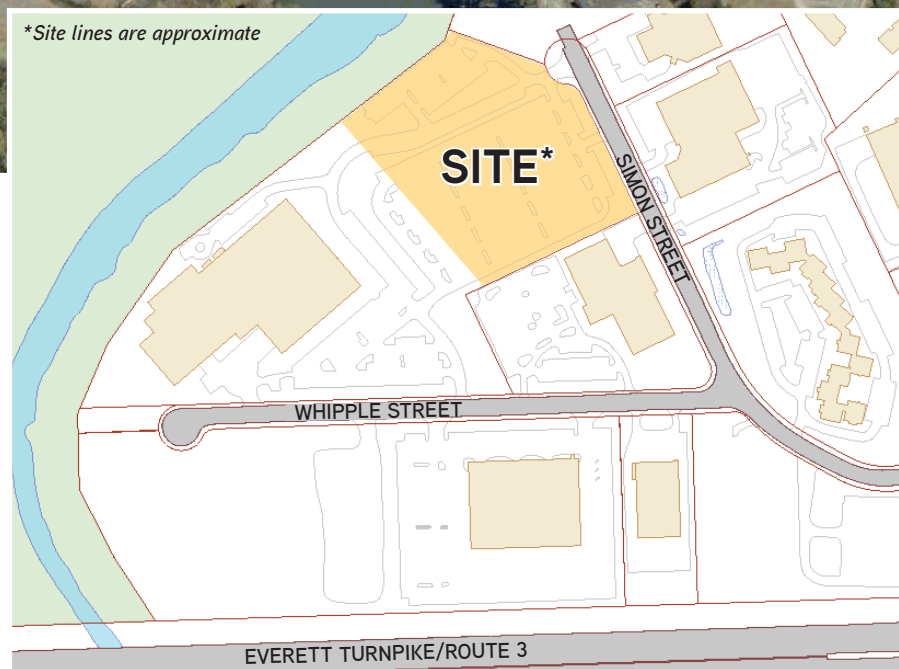 *Site lines are approximate
SITE*
SIMON STREET
WHIPPLE STREET
EVERETT TURNPIKE/ROUTE 3